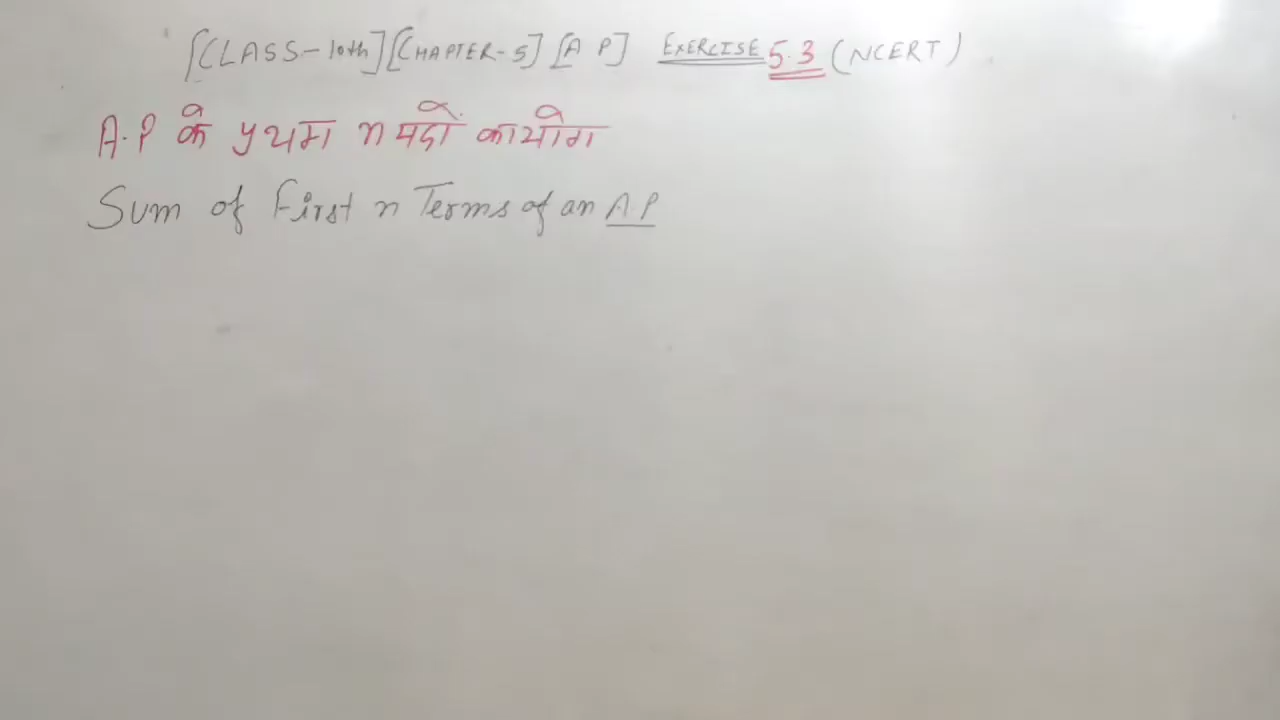 [CLASS-10th] [CHAPTER-5] [A P] EXERCISE 5.3 (NCERT)
A.P के प्रथम n पदों का योग
Sum of First n Terms of an A.P